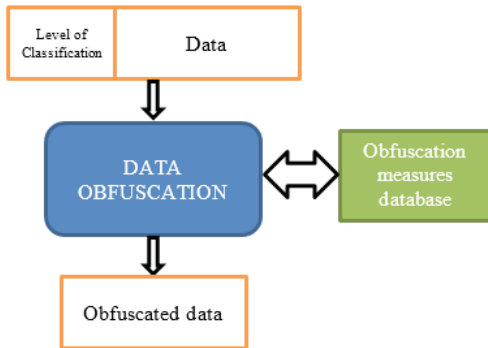 Level of
Classification
Data
DATA
OBFUSCATION
Obfuscation
measures
database
Obfuscated data